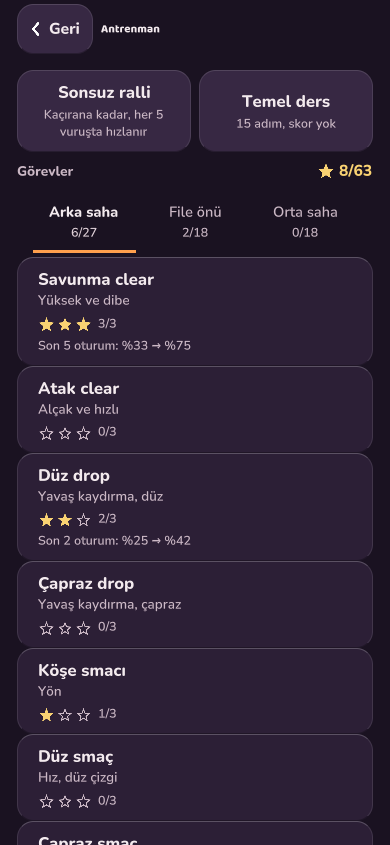 Geri
Antrenman
Sonsuz ralli
Kaçırana kadar, her 5
vuruşta hızlanır
Temel ders
15 adım, skor yok
Görevler
8/63
Arka saha
6/27
File önü
2/18
Orta saha
0/18
Savunma clear
Yüksek ve dibe
3/3
Son 5 oturum: %33 → %75
Atak clear
Alçak ve hızlı
0/3
Düz drop
Yavaş kaydırma, düz
2/3
Son 2 oturum: %25 → %42
Çapraz drop
Yavaş kaydırma, çapraz
0/3
Köşe smacı
Yön
1/3
Düz smaç
Hız, düz çizgi
0/3
Çapraz smaç